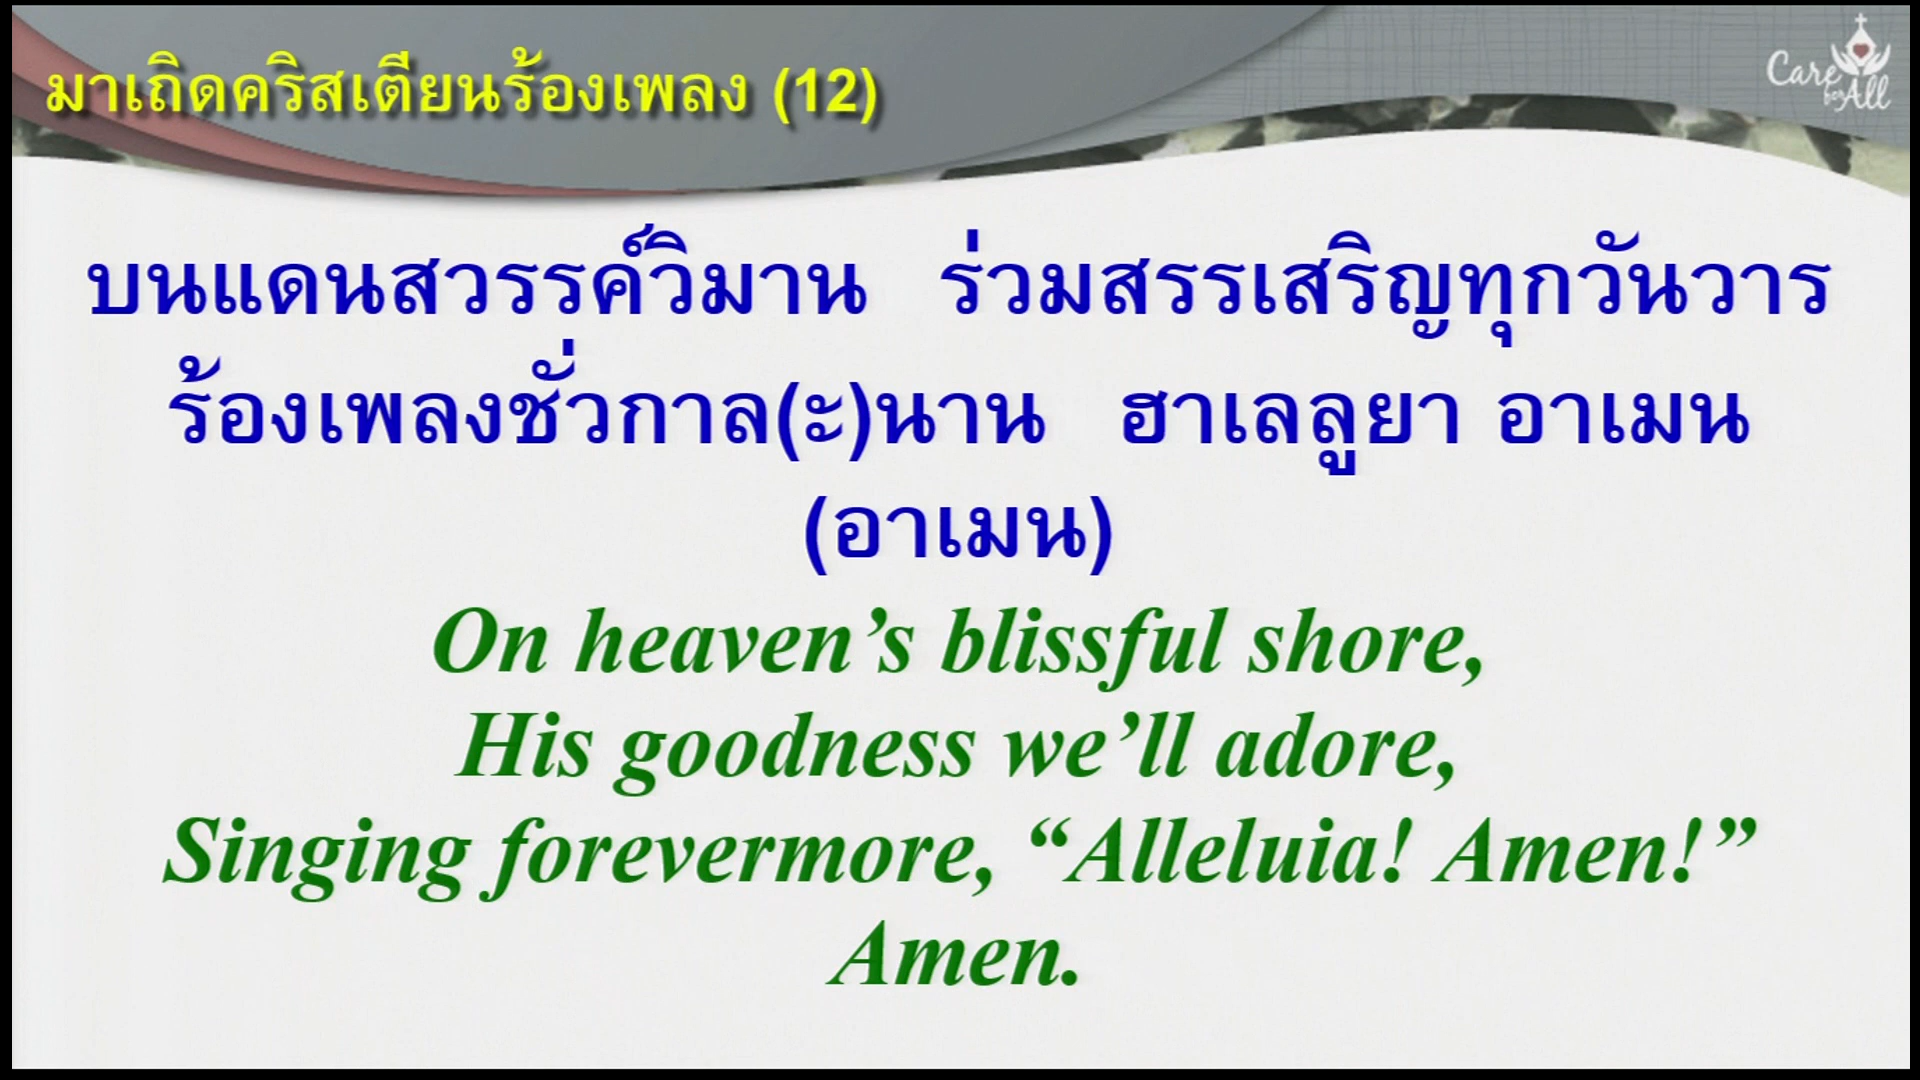 มาเถิดคริสเตียนร้องเพลง (12)
Care
for All
บนแดนสวรรค์วิมาน ร่วมสรรเสริญทุกวันวาร
ร้องเพลงชั่วกาล(ะ)นาน ฮาเลลูยา อาเมน
(อาเมน)
On heaven’s blissful shore,
His goodness we’ll adore,
Singing forevermore, “Alleluia! Amen!”
Amen.